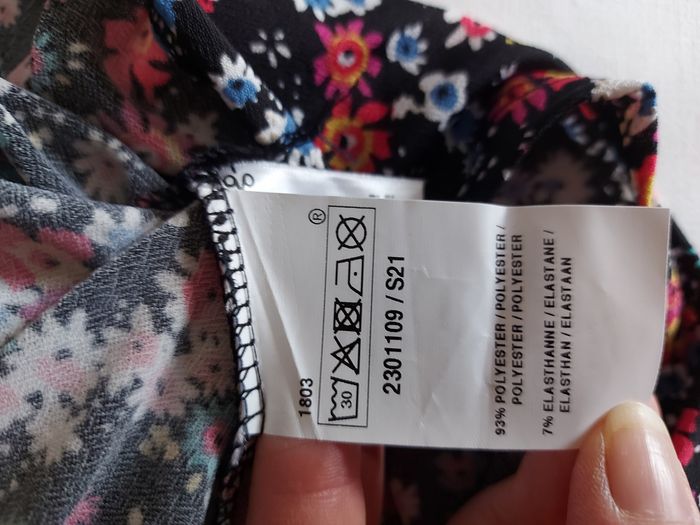 1803
®
30
2301109 / S21
93% POLYESTER / POLYESTER /
POLYESTER / POLYESTER
7% ELASTHANNE / ELASTANE /
ELASTHAN / ELASTAAN